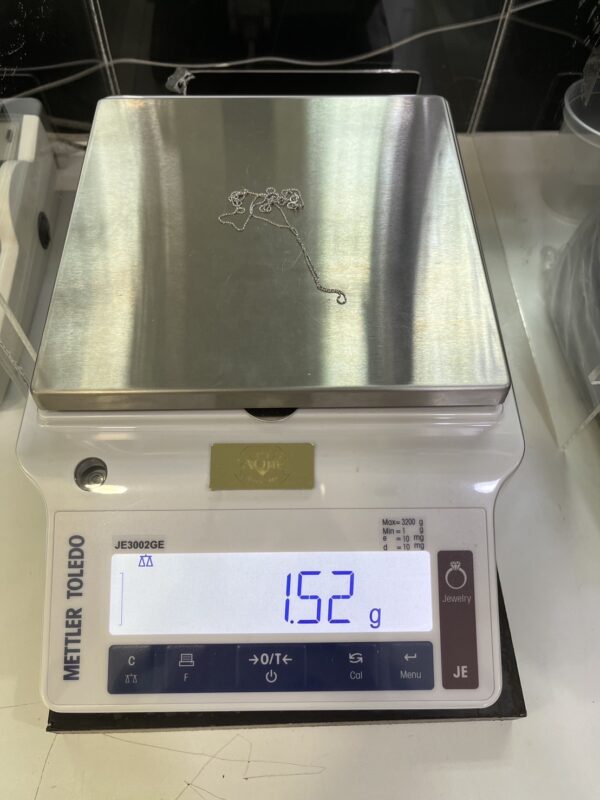 JE3002GE
Max=3200 g
Min = 1 g
e = 10 mg
d = 10 mg
METTLER TOLEDO
1.52 g
Jewelry
JE
C
F
→0/T←
Cal
Menu